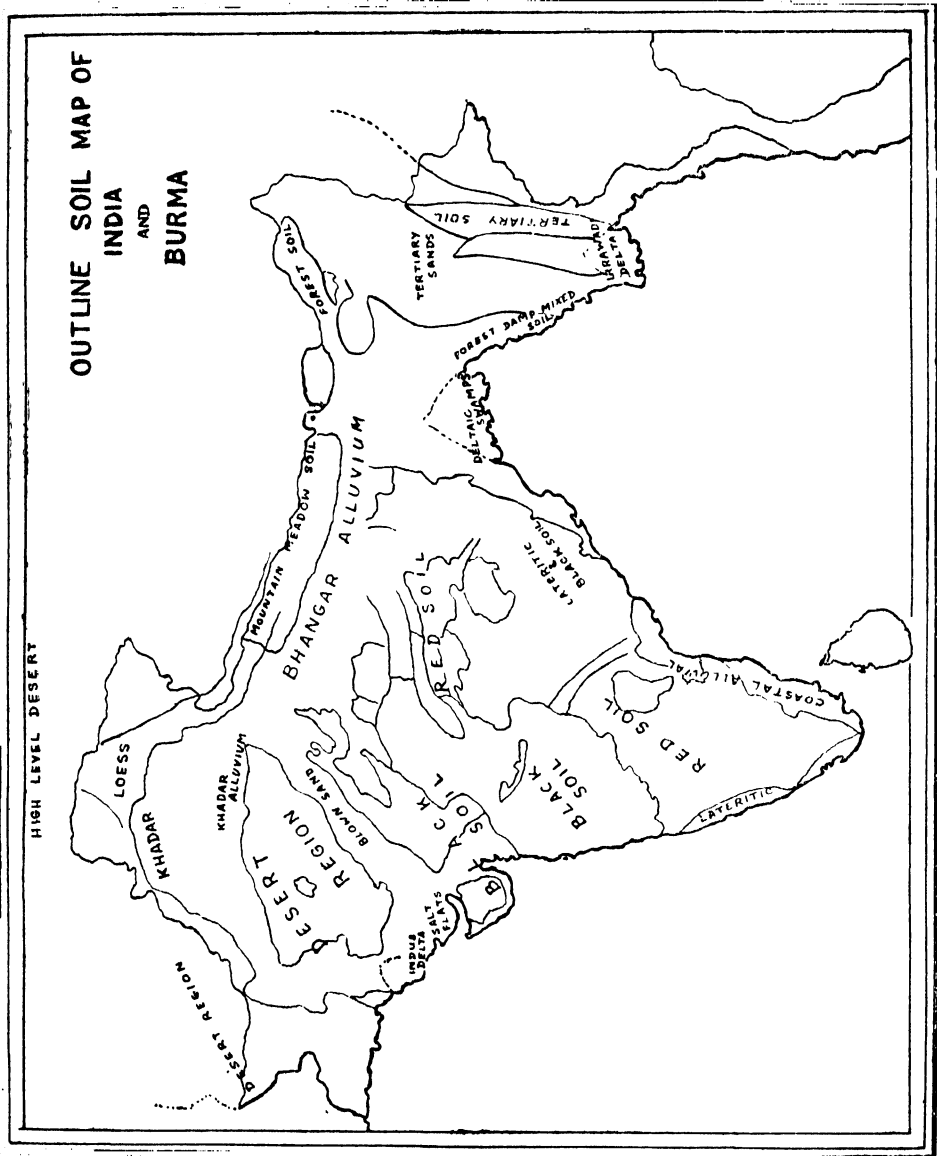 OUTLINE SOIL MAP OF
INDIA
AND
BURMA
HIGH LEVEL DESERT
LOESS
KHADAR
DESERT REGION
KHADAR
ALLUVIUM
DESERT
REGION
BLOWN SAND
INDUS
DELTA
SALT
FLATS
MOUNTAIN MEADOW SOIL
BHANGAR ALLUVIUM
FOREST SOIL
TERTIARY
SANDS
TERTIARY SOIL
IRRAWADI
DELTA
FOREST DAMP MIXED
SOIL
DELTAIC
SWAMPS
RED SOIL
LATERITIC
&
BLACK SOIL
BLACK
SOIL
BLACK
SOIL
RED SOIL
COASTAL ALLUVIAL
LATERITIC